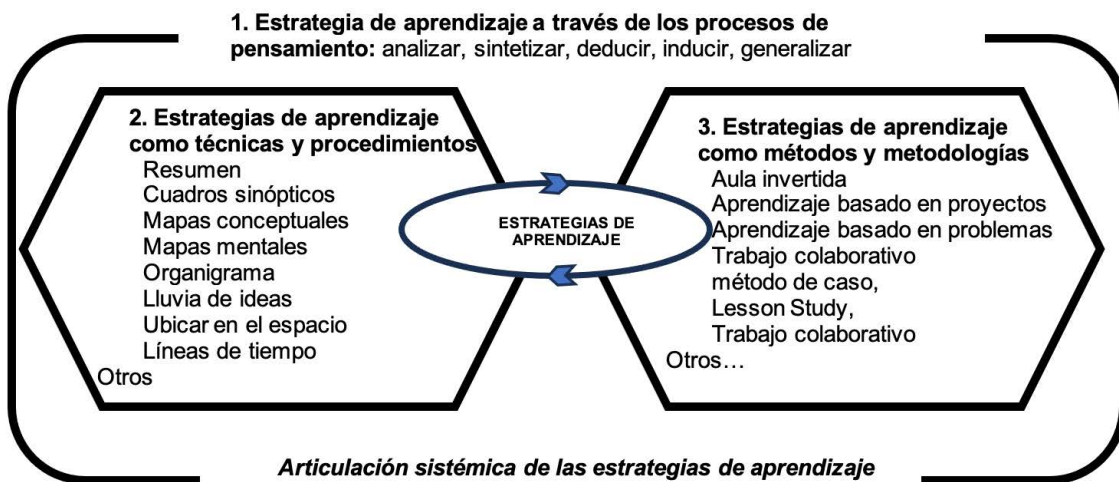 1. Estrategia de aprendizaje a través de los procesos de
pensamiento: analizar, sintetizar, deducir, inducir, generalizar
2. Estrategias de aprendizaje
como técnicas y procedimientos
Resumen
Cuadros sinópticos
Mapas conceptuales
Mapas mentales
Organigrama
Lluvia de ideas
Ubicar en el espacio
Líneas de tiempo
Otros
ESTRATEGIAS DE
APRENDIZAJE
3. Estrategias de aprendizaje
como métodos y metodologías
Aula invertida
Aprendizaje basado en proyectos
Aprendizaje basado en problemas
Trabajo colaborativo
método de caso,
Lesson Study,
Trabajo colaborativo
Otros…
Articulación sistémica de las estrategias de aprendizaje